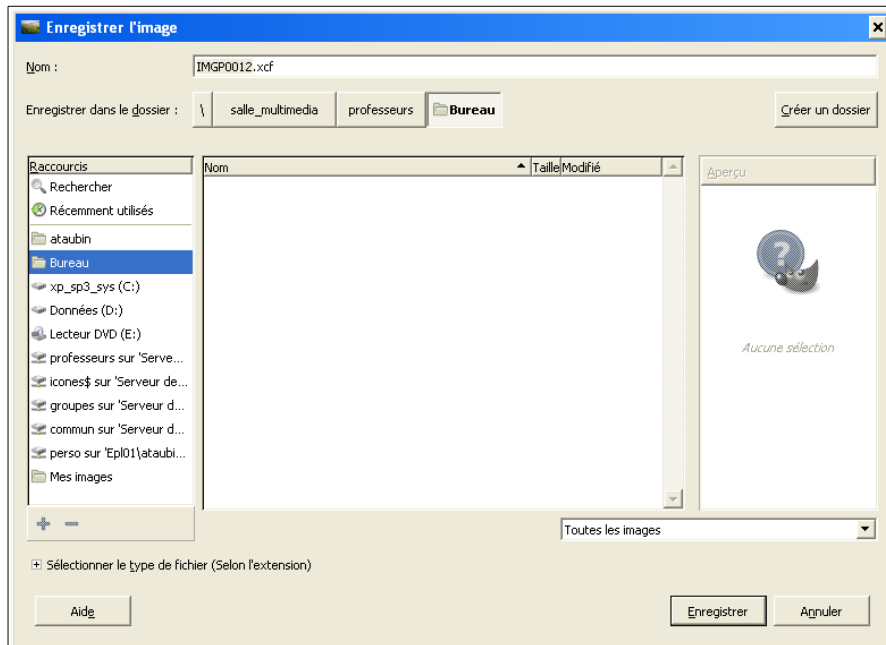 Enregistrer l'image
Nom :
IMGP0012.xcf
Enregistrer dans le dossier :
\
salle_multimedia
professeurs
Bureau
Créer un dossier
Raccourcis
Rechercher
Récemment utilisés
ataubin
Bureau
xp_sp3_sys (C:)
Données (D:)
Lecteur DVD (E:)
professeurs sur 'Serve...
icones$ sur 'Serveur de...
groupes sur 'Serveur d...
commun sur 'Serveur d...
perso sur 'Epl01\ataubi...
Mes images
Nom
Taille
Modifié
Aperçu
Aucune sélection
Toutes les images
Sélectionner le type de fichier (Selon l'extension)
Aide
Enregistrer
Annuler